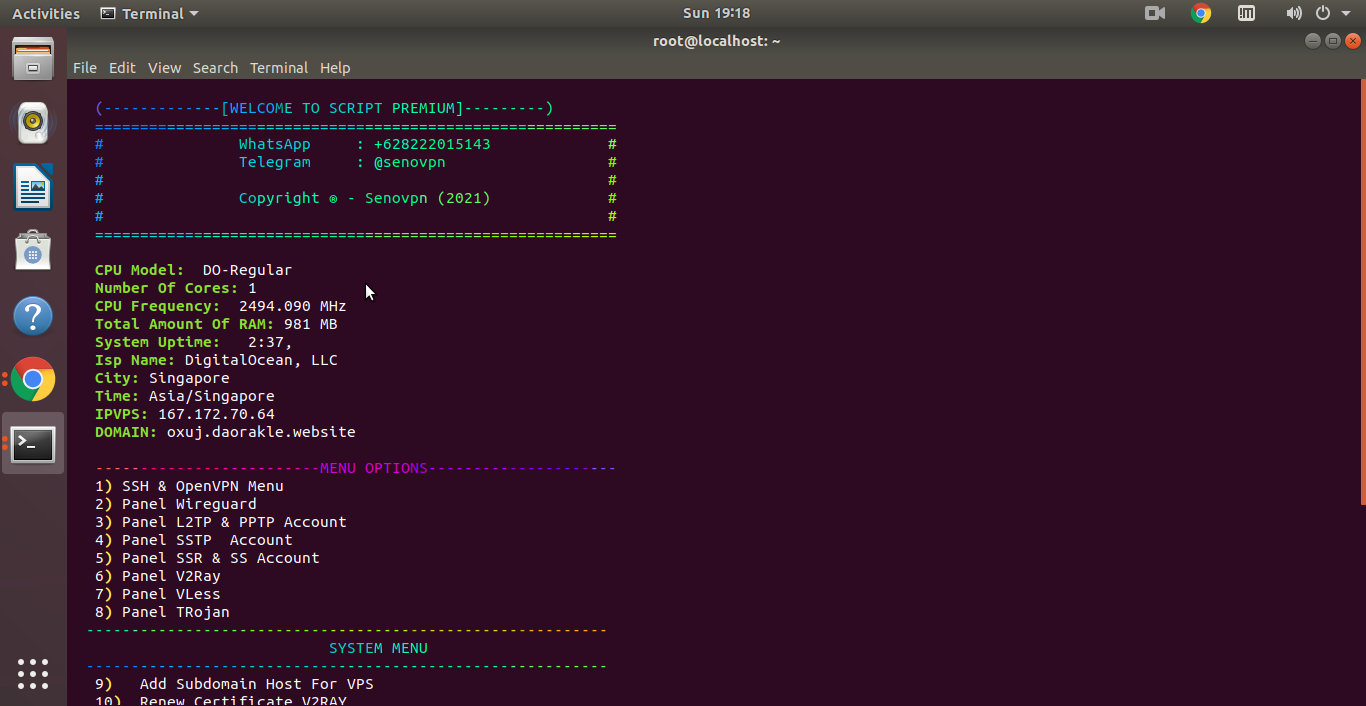 Activities Terminal Sun 19:18
root@localhost: ~
File Edit View Search Terminal Help
(-------------[WELCOME TO SCRIPT PREMIUM]---------)
==========================================================
# WhatsApp : +628222015143 #
# Telegram : @senovpn #
# #
# Copyright © - Senovpn (2021) #
# #
==========================================================
CPU Model: DO-Regular
Number Of Cores: 1
CPU Frequency: 2494.090 MHz
Total Amount Of RAM: 981 MB
System Uptime: 2:37,
Isp Name: DigitalOcean, LLC
City: Singapore
Time: Asia/Singapore
IPVPS: 167.172.70.64
DOMAIN: oxuj.daorakle.website
-------------------------MENU OPTIONS---------------------
1) SSH & OpenVPN Menu
2) Panel Wireguard
3) Panel L2TP & PPTP Account
4) Panel SSTP  Account
5) Panel SSR & SS Account
6) Panel V2Ray
7) Panel VLess
8) Panel TRojan
----------------------------------------------------------
SYSTEM MENU
----------------------------------------------------------
9)   Add Subdomain Host For VPS
10)  Renew Certificate V2RAY